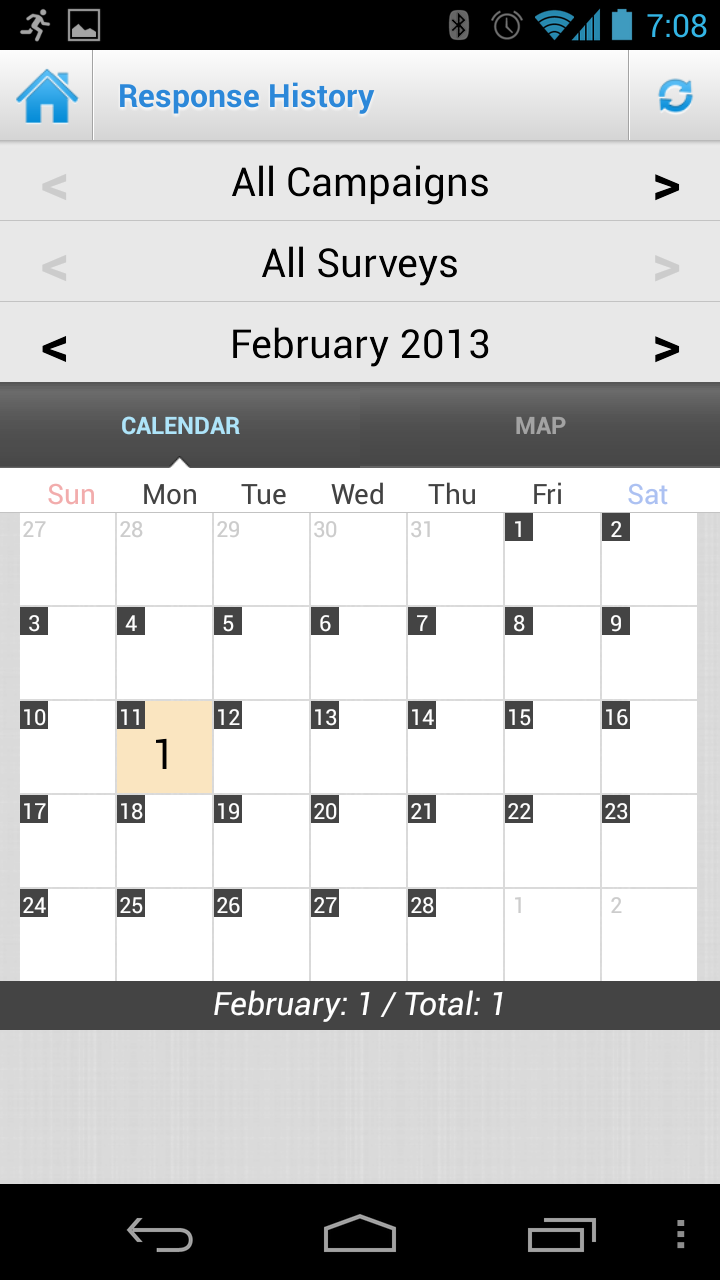 7:08
Response History
< All Campaigns >
< All Surveys >
< February 2013 >
CALENDAR MAP
Sun Mon Tue Wed Thu Fri Sat
27 28 29 30 31 1 2
3 4 5 6 7 8 9
10 11 12 13 14 15 16
1
17 18 19 20 21 22 23
24 25 26 27 28 1 2
February: 1 / Total: 1